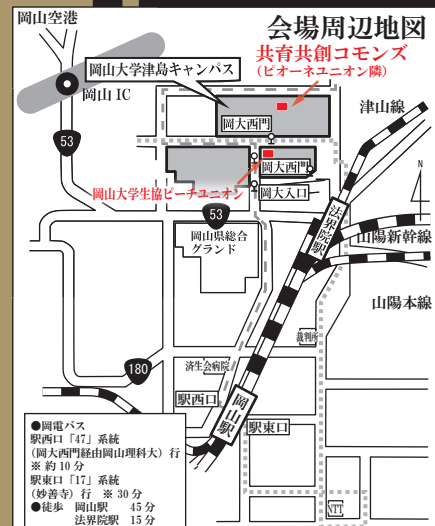 岡山空港
会場周辺地図
共育共創コモンズ
(ピオーネユニオン隣)
岡山大学津島キャンパス
岡山 IC
津山線
岡大西門
53
岡大西門
N
岡山大学生協ピーチユニオン
岡大入口
53
法界院駅
岡山県総合
グランド
山陽新幹線
山陽本線
裁判所
180
済生会病院
駅西口
岡山駅
駅東口
●岡電バス
駅西口「47」系統
(岡大西門経由岡山理科大) 行
※ 約 10 分
駅東口「17」系統
(妙善寺) 行 ※ 30 分
●徒歩 岡山駅 45 分
法界院駅 15 分
NTT